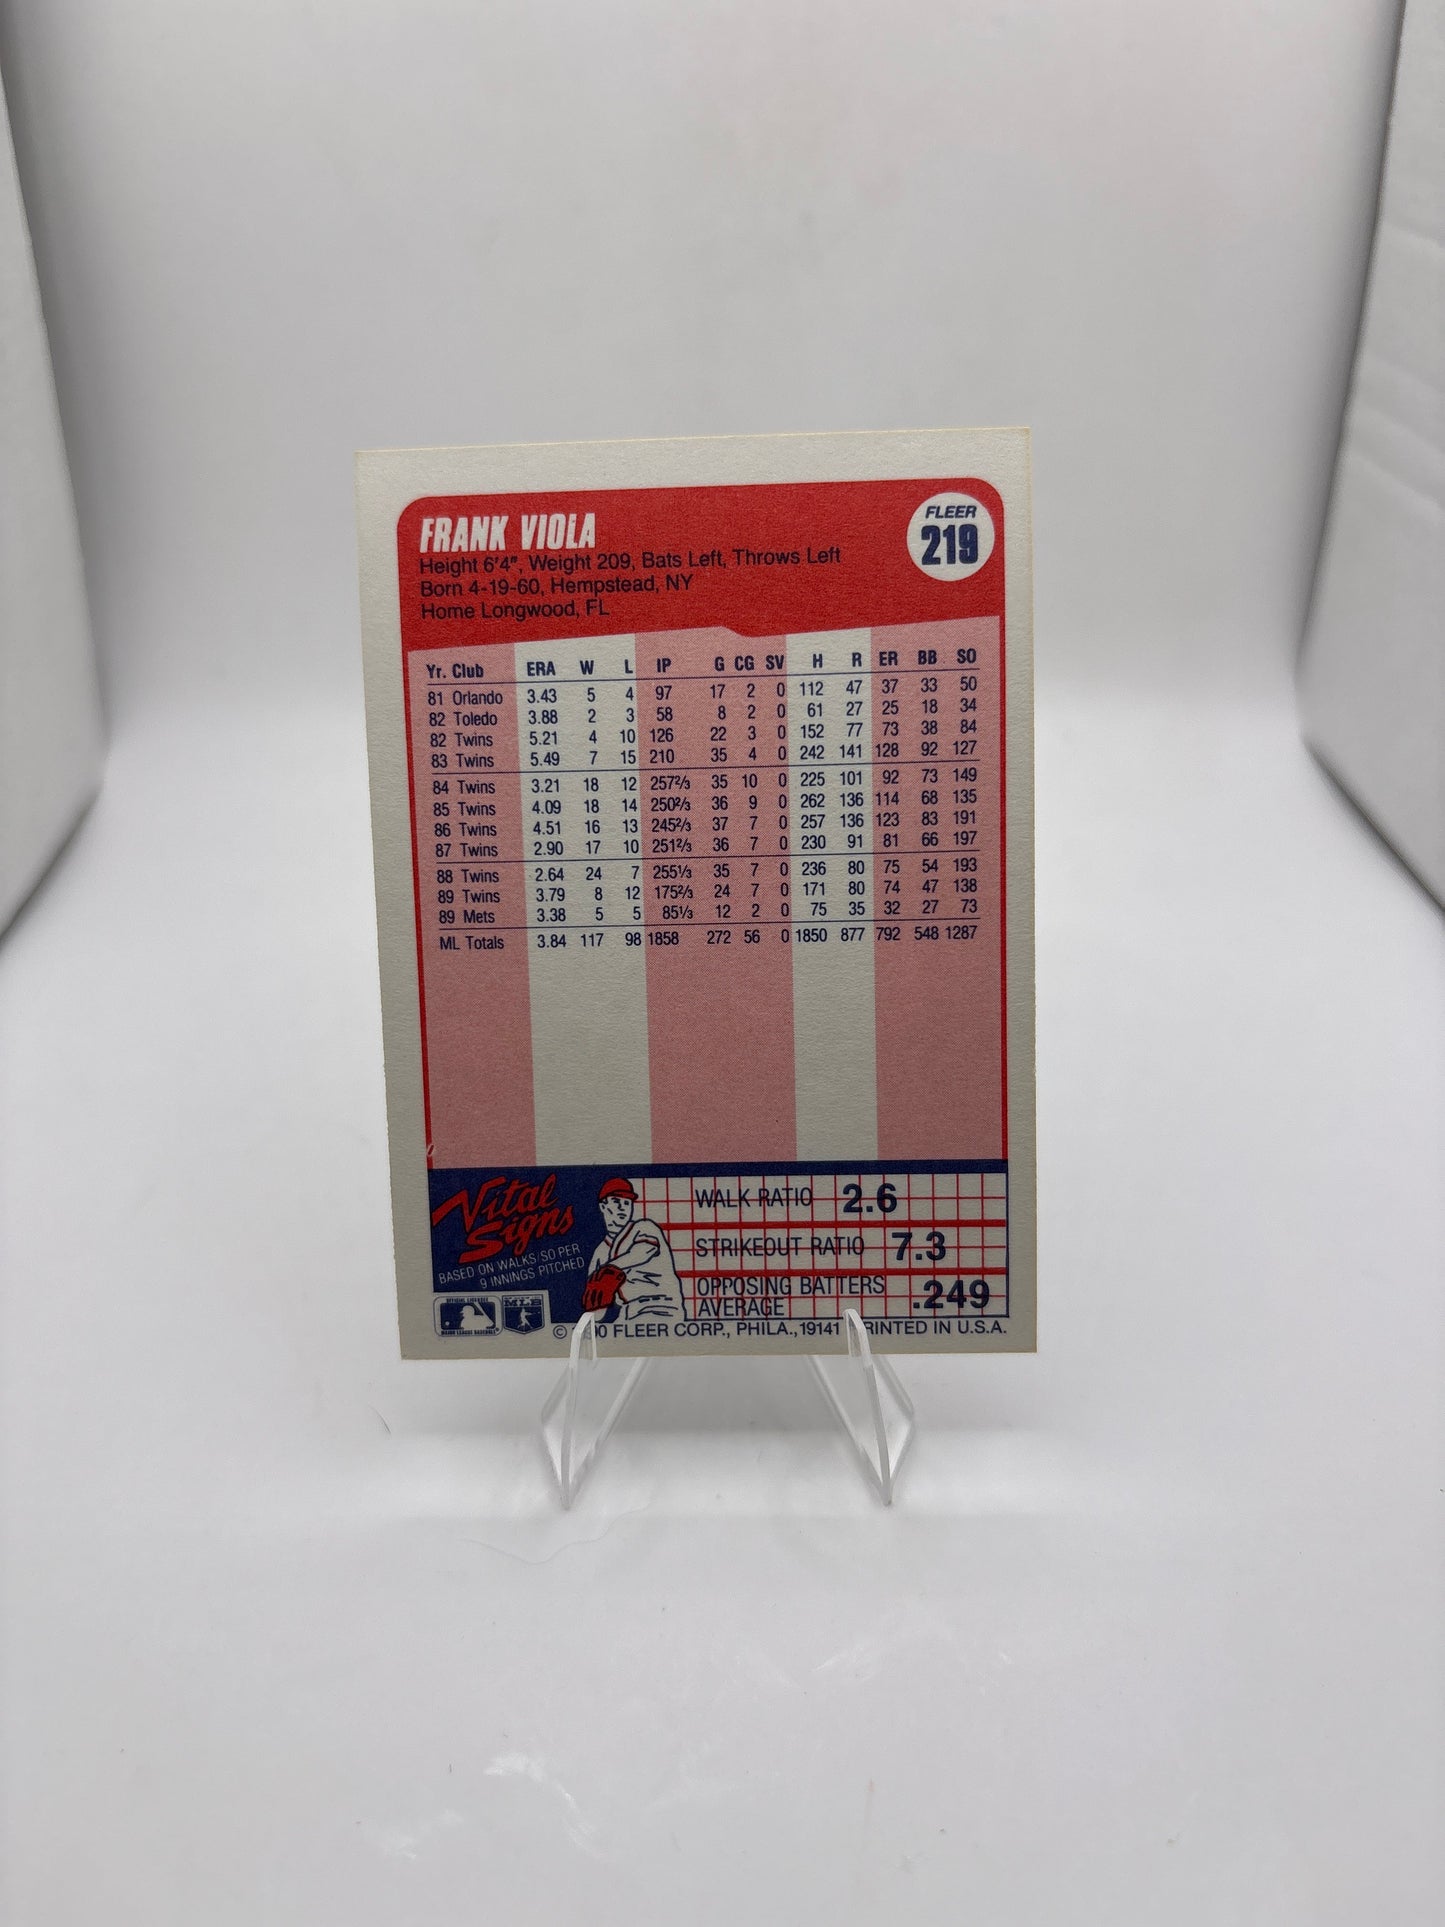 FRANK VIOLA
FLEER
219
Height 6'4", Weight 209, Bats Left, Throws Left
Born 4-19-60, Hempstead, NY
Home Longwood, FL
Yr. Club ERA W L IP G CG SV H R ER BB SO
81 Orlando 3.43 5 4 97 17 2 0 112 47 37 33 50
82 Toledo 3.88 2 3 58 8 2 0 61 27 25 18 34
82 Twins 5.21 4 10 126 22 3 0 152 77 73 38 84
83 Twins 5.49 7 15 210 35 4 0 242 141 128 92 127
84 Twins 3.21 18 12 257²/₃ 35 10 0 225 101 92 73 149
85 Twins 4.09 18 14 250²/₃ 36 9 0 262 136 114 68 135
86 Twins 4.51 16 13 245²/₃ 37 7 0 257 136 123 83 191
87 Twins 2.90 17 10 251²/₃ 36 7 0 230 91 81 66 197
88 Twins 2.64 24 7 255¹/₃ 35 7 0 236 80 75 54 193
89 Twins 3.79 8 12 175²/₃ 24 7 0 171 80 74 47 138
89 Mets 3.38 5 5 85¹/₃ 12 2 0 75 35 32 27 73
ML Totals 3.84 117 98 1858 272 56 0 1850 877 792 548 1287
Vital
Signs
BASED ON WALKS/SO PER
9 INNINGS PITCHED
WALK RATIO 2.6
STRIKEOUT RATIO 7.3
OPPOSING BATTERS
AVERAGE .249
MLB
FLEER CORP., PHILA., 19141 PRINTED IN U.S.A.